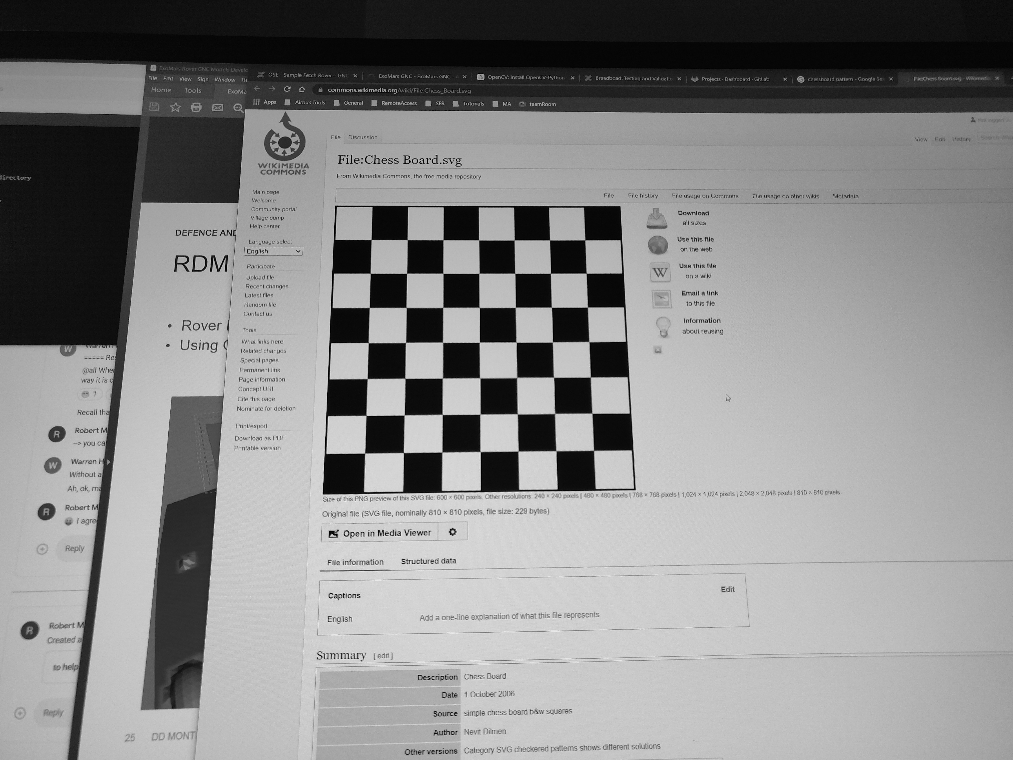 File Edit View Sign Window
Home Tools
commons.wikimedia.org/wiki/File:Chess_Board.svg
Apps
General
RemoteAccess
Tutorials
MA
teamRoom
directory
DEFENCE AND
RDM
• Rover
• Using
WIKIMEDIA
COMMONS
Main page
Welcome
Community portal
Village pump
Help center
Language select
English
Participate
Upload file
Recent changes
Latest files
Random file
Contact us
Tools
What links here
Related changes
Special pages
Permanent link
Page information
Concept URI
Cite this page
Nominate for deletion
Print/export
Download as PDF
Printable version
File Discussion
View Edit History
File:Chess Board.svg
From Wikimedia Commons, the free media repository
File File history File usage on Commons File usage on other wikis Metadata
Download
all sizes
Use this file
on the web
W
Use this file
on a wiki
Email a link
to this file
Information
about reusing
Size of this PNG preview of this SVG file: 600 × 600 pixels. Other resolutions: 240 × 240 pixels | 480 × 480 pixels | 768 × 768 pixels | 1,024 × 1,024 pixels | 2,048 × 2,048 pixels | 810 × 810 pixels
Original file (SVG file, nominally 810 × 810 pixels, file size: 229 bytes)
Open in Media Viewer
File information Structured data
Captions Edit
English Add a one-line explanation of what this file represents
Summary [ edit ]
Description Chess Board
Date 1 October 2006
Source simple chess board b&w squares
Author Nevit Dilmen
Other versions Category SVG checkered patterns shows different solutions
W
===== Re
@all Whe
way it is
Recall tha
R Robert M
--> you ca
W Warren H
Without a
Ah, ok, m
R Robert M
I agre
Reply
R Robert M
Created a
to help
Reply
25 DD MONT